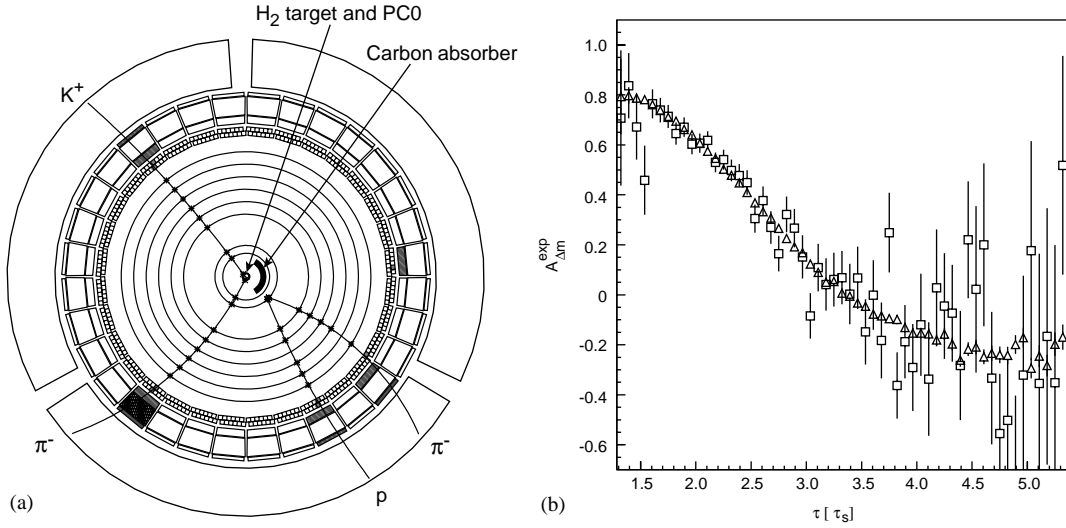 H2 target and PC0
Carbon absorber
K+
π-
π-
p
(a)
1.0
0.8
0.6
0.4
0.2
0
-0.2
-0.4
-0.6
A exp Δm
1.5 2.0 2.5 3.0 3.5 4.0 4.5 5.0
τ [ τs]
(b)